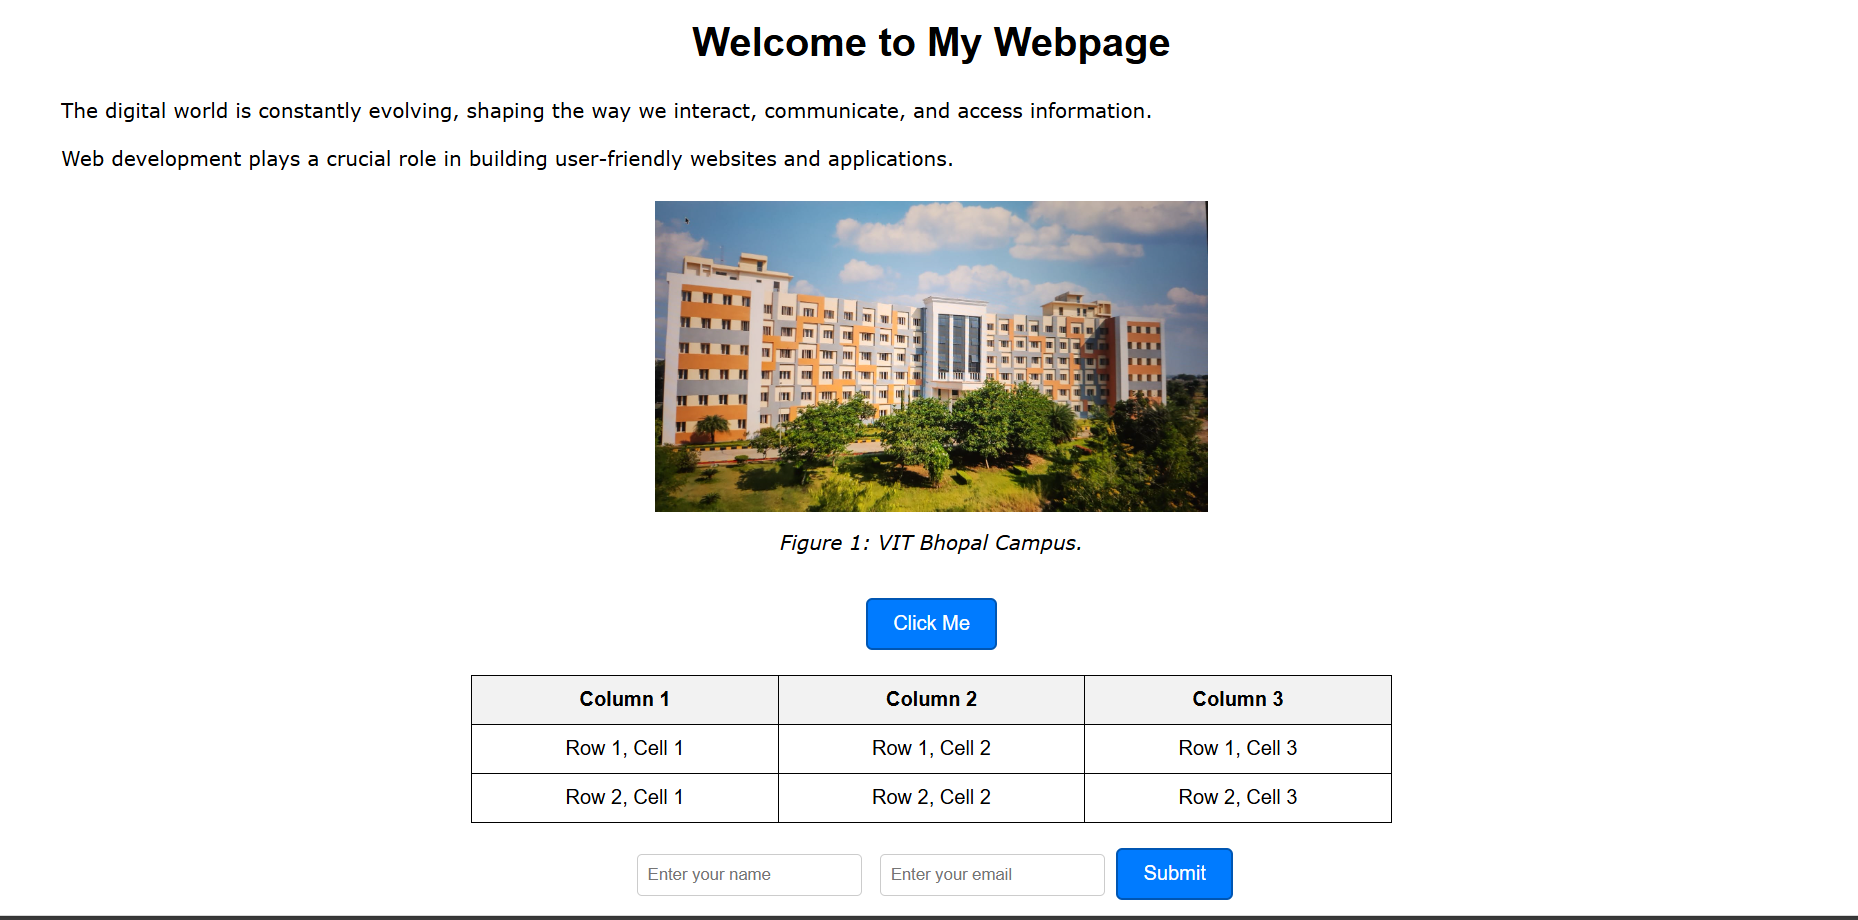 Welcome to My Webpage
The digital world is constantly evolving, shaping the way we interact, communicate, and access information.
Web development plays a crucial role in building user-friendly websites and applications.
Figure 1: VIT Bhopal Campus.
Click Me
Column 1 Column 2 Column 3
Row 1, Cell 1 Row 1, Cell 2 Row 1, Cell 3
Row 2, Cell 1 Row 2, Cell 2 Row 2, Cell 3
Enter your name Enter your email Submit